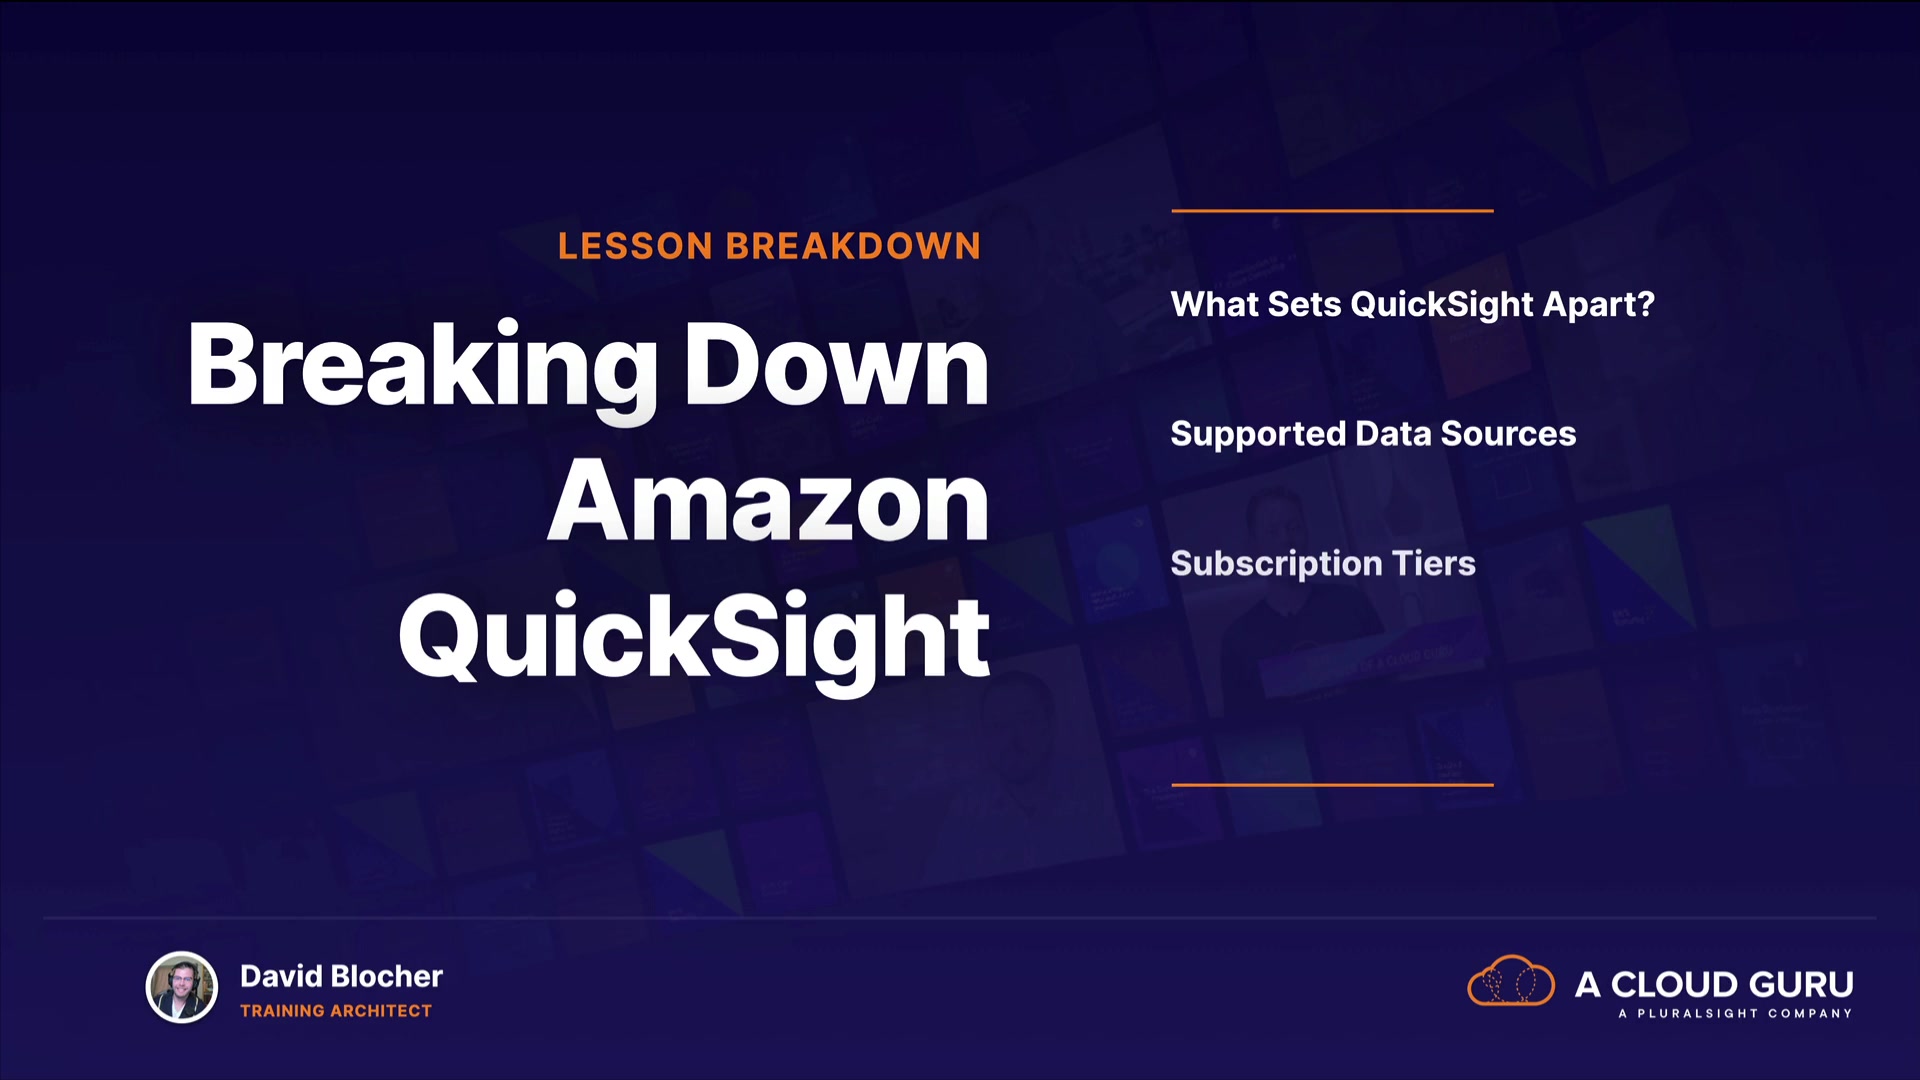 LESSON BREAKDOWN
Breaking Down
Amazon
QuickSight
What Sets QuickSight Apart?
Supported Data Sources
Subscription Tiers
David Blocher
TRAINING ARCHITECT
A CLOUD GURU
A PLURALSIGHT COMPANY